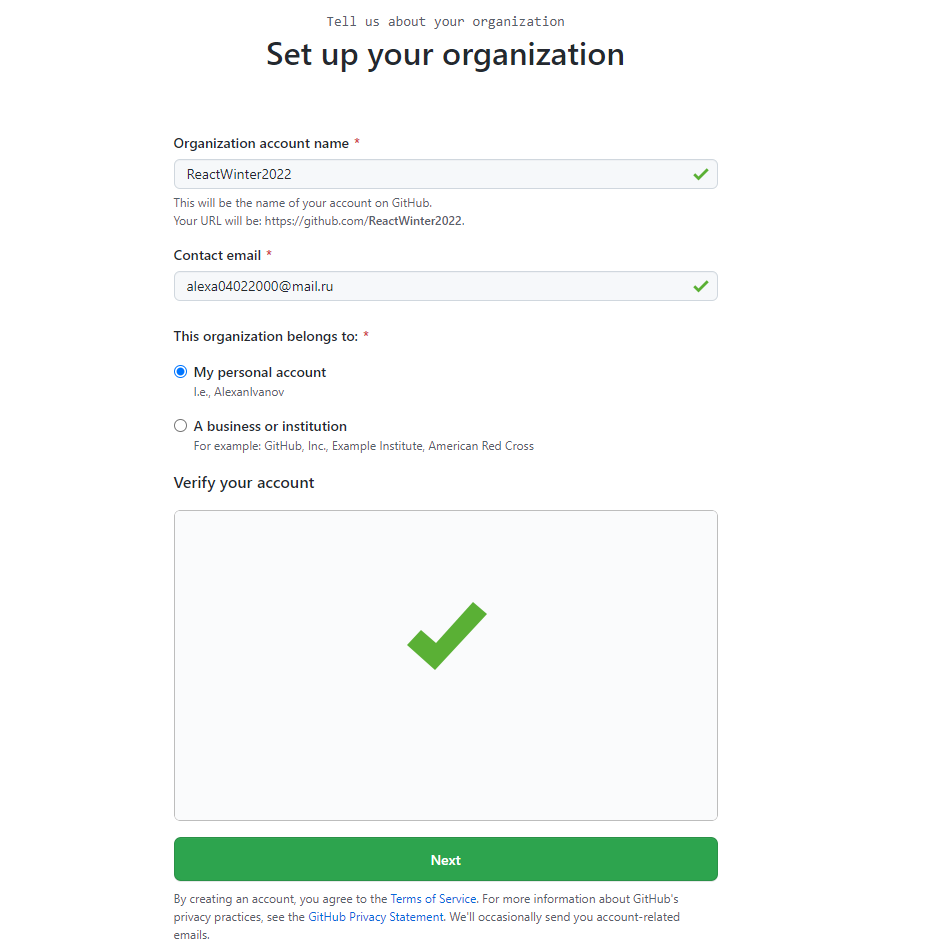 Tell us about your organization
Set up your organization
Organization account name *
ReactWinter2022
This will be the name of your account on GitHub.
Your URL will be: https://github.com/ReactWinter2022.
Contact email *
alexa04022000@mail.ru
This organization belongs to: *
My personal account
I.e., AlexanIvanov
A business or institution
For example: GitHub, Inc., Example Institute, American Red Cross
Verify your account
Next
By creating an account, you agree to the Terms of Service. For more information about GitHub's
privacy practices, see the GitHub Privacy Statement. We'll occasionally send you account-related
emails.